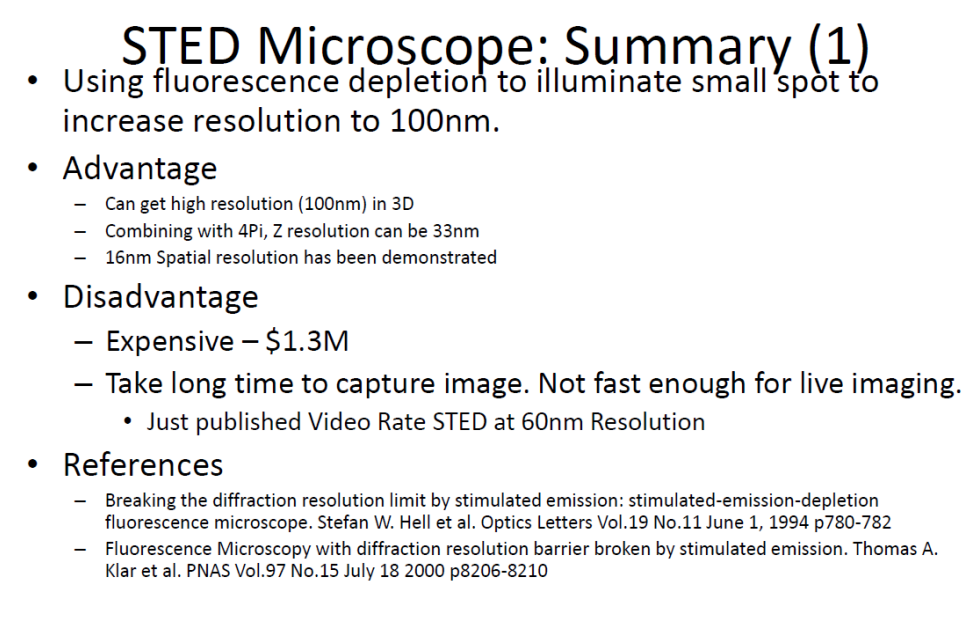 STED Microscope: Summary (1)
• Using fluorescence depletion to illuminate small spot to
increase resolution to 100nm.
• Advantage
– Can get high resolution (100nm) in 3D
– Combining with 4Pi, Z resolution can be 33nm
– 16nm Spatial resolution has been demonstrated
• Disadvantage
– Expensive – $1.3M
– Take long time to capture image. Not fast enough for live imaging.
• Just published Video Rate STED at 60nm Resolution
• References
– Breaking the diffraction resolution limit by stimulated emission: stimulated-emission-depletion
fluorescence microscope. Stefan W. Hell et al. Optics Letters Vol.19 No.11 June 1, 1994 p780-782
– Fluorescence Microscopy with diffraction resolution barrier broken by stimulated emission. Thomas A.
Klar et al. PNAS Vol.97 No.15 July 18 2000 p8206-8210